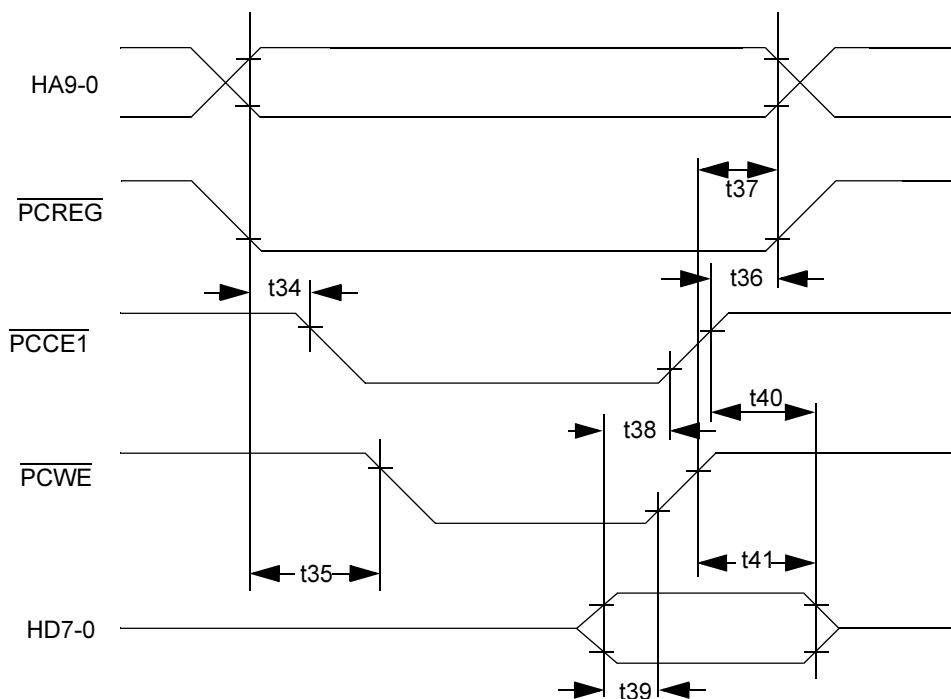 HA9-0
t37
PCREG
t36
t34
PCCE1
t40
t38
PCWE
t41
t35
HD7-0
t39